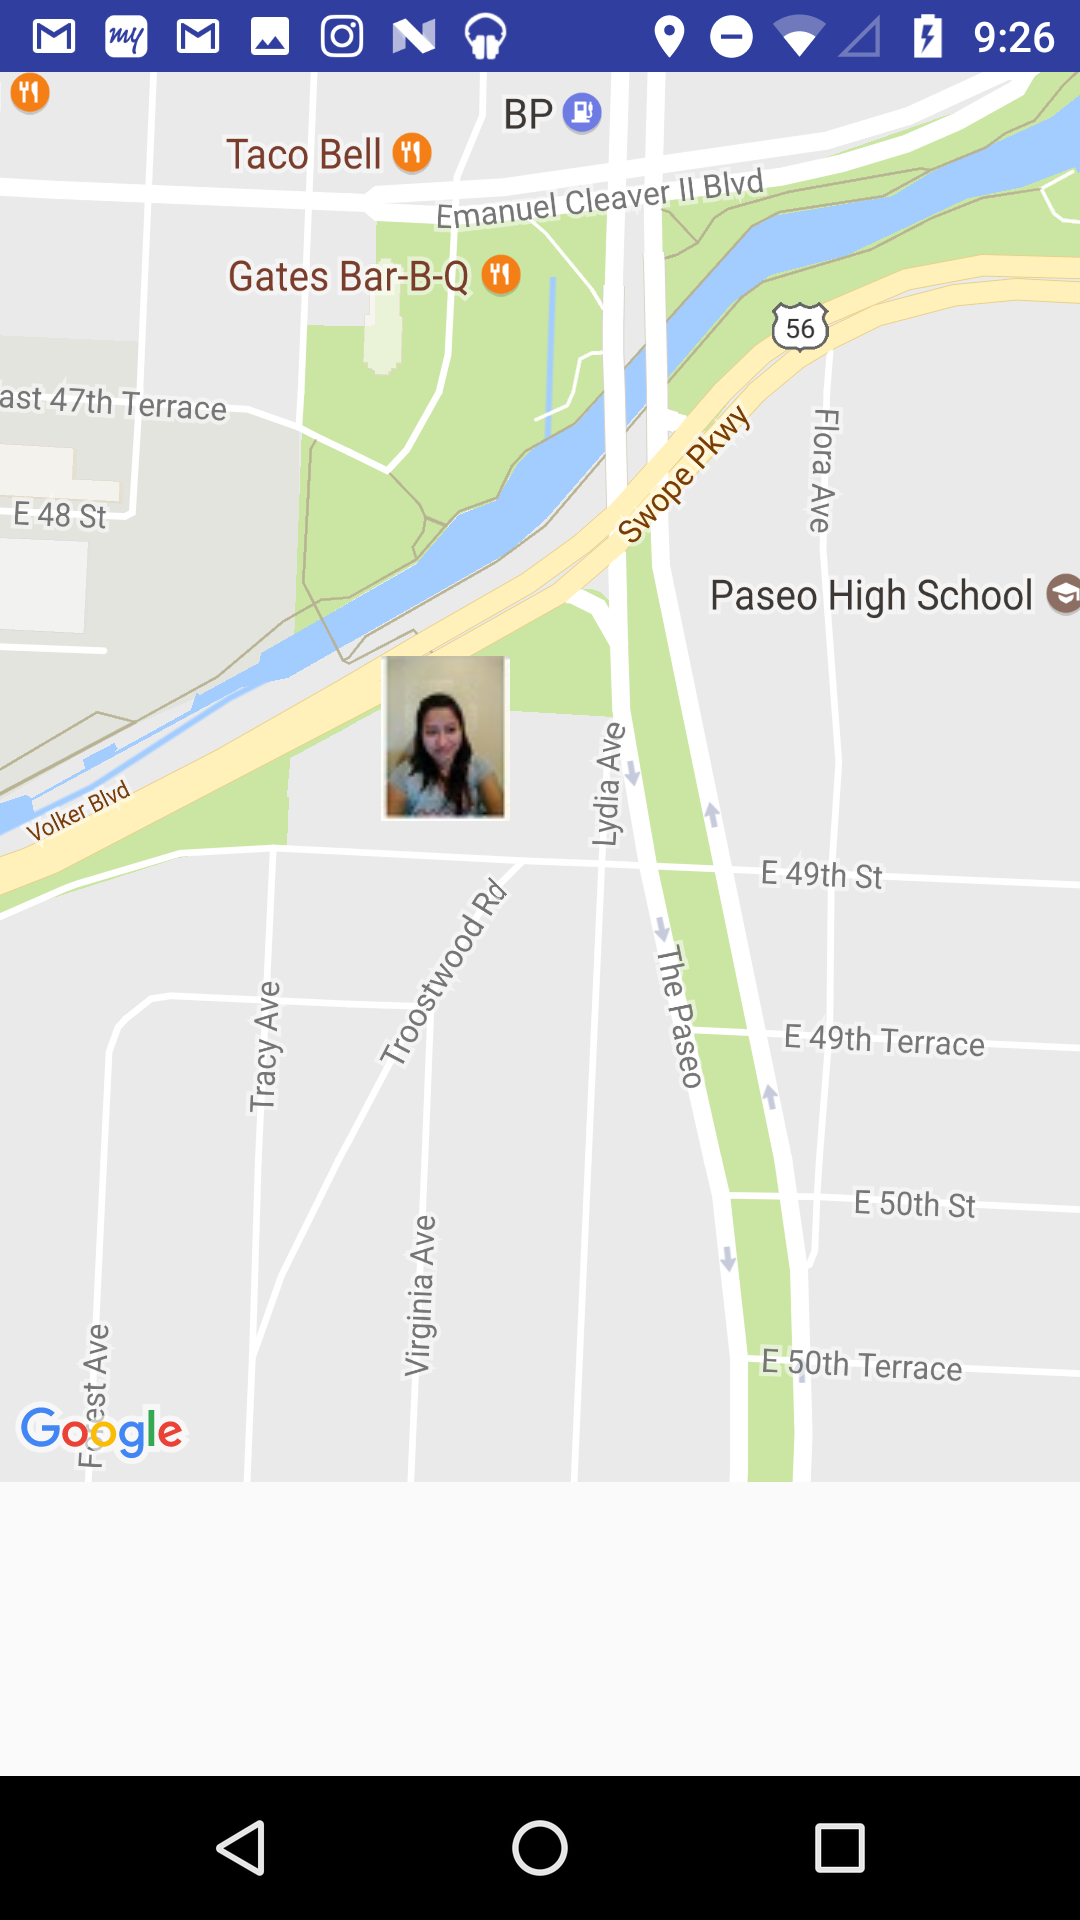 my
9:26
BP
Taco Bell
Emanuel Cleaver II Blvd
Gates Bar-B-Q
56
ast 47th Terrace
Swope Pkwy
Flora Ave
E 48 St
Paseo High School
Lydia Ave
Volker Blvd
E 49th St
Troostwood Rd
The Paseo
Tracy Ave
E 49th Terrace
E 50th St
Virginia Ave
E 50th Terrace
Forest Ave
Google